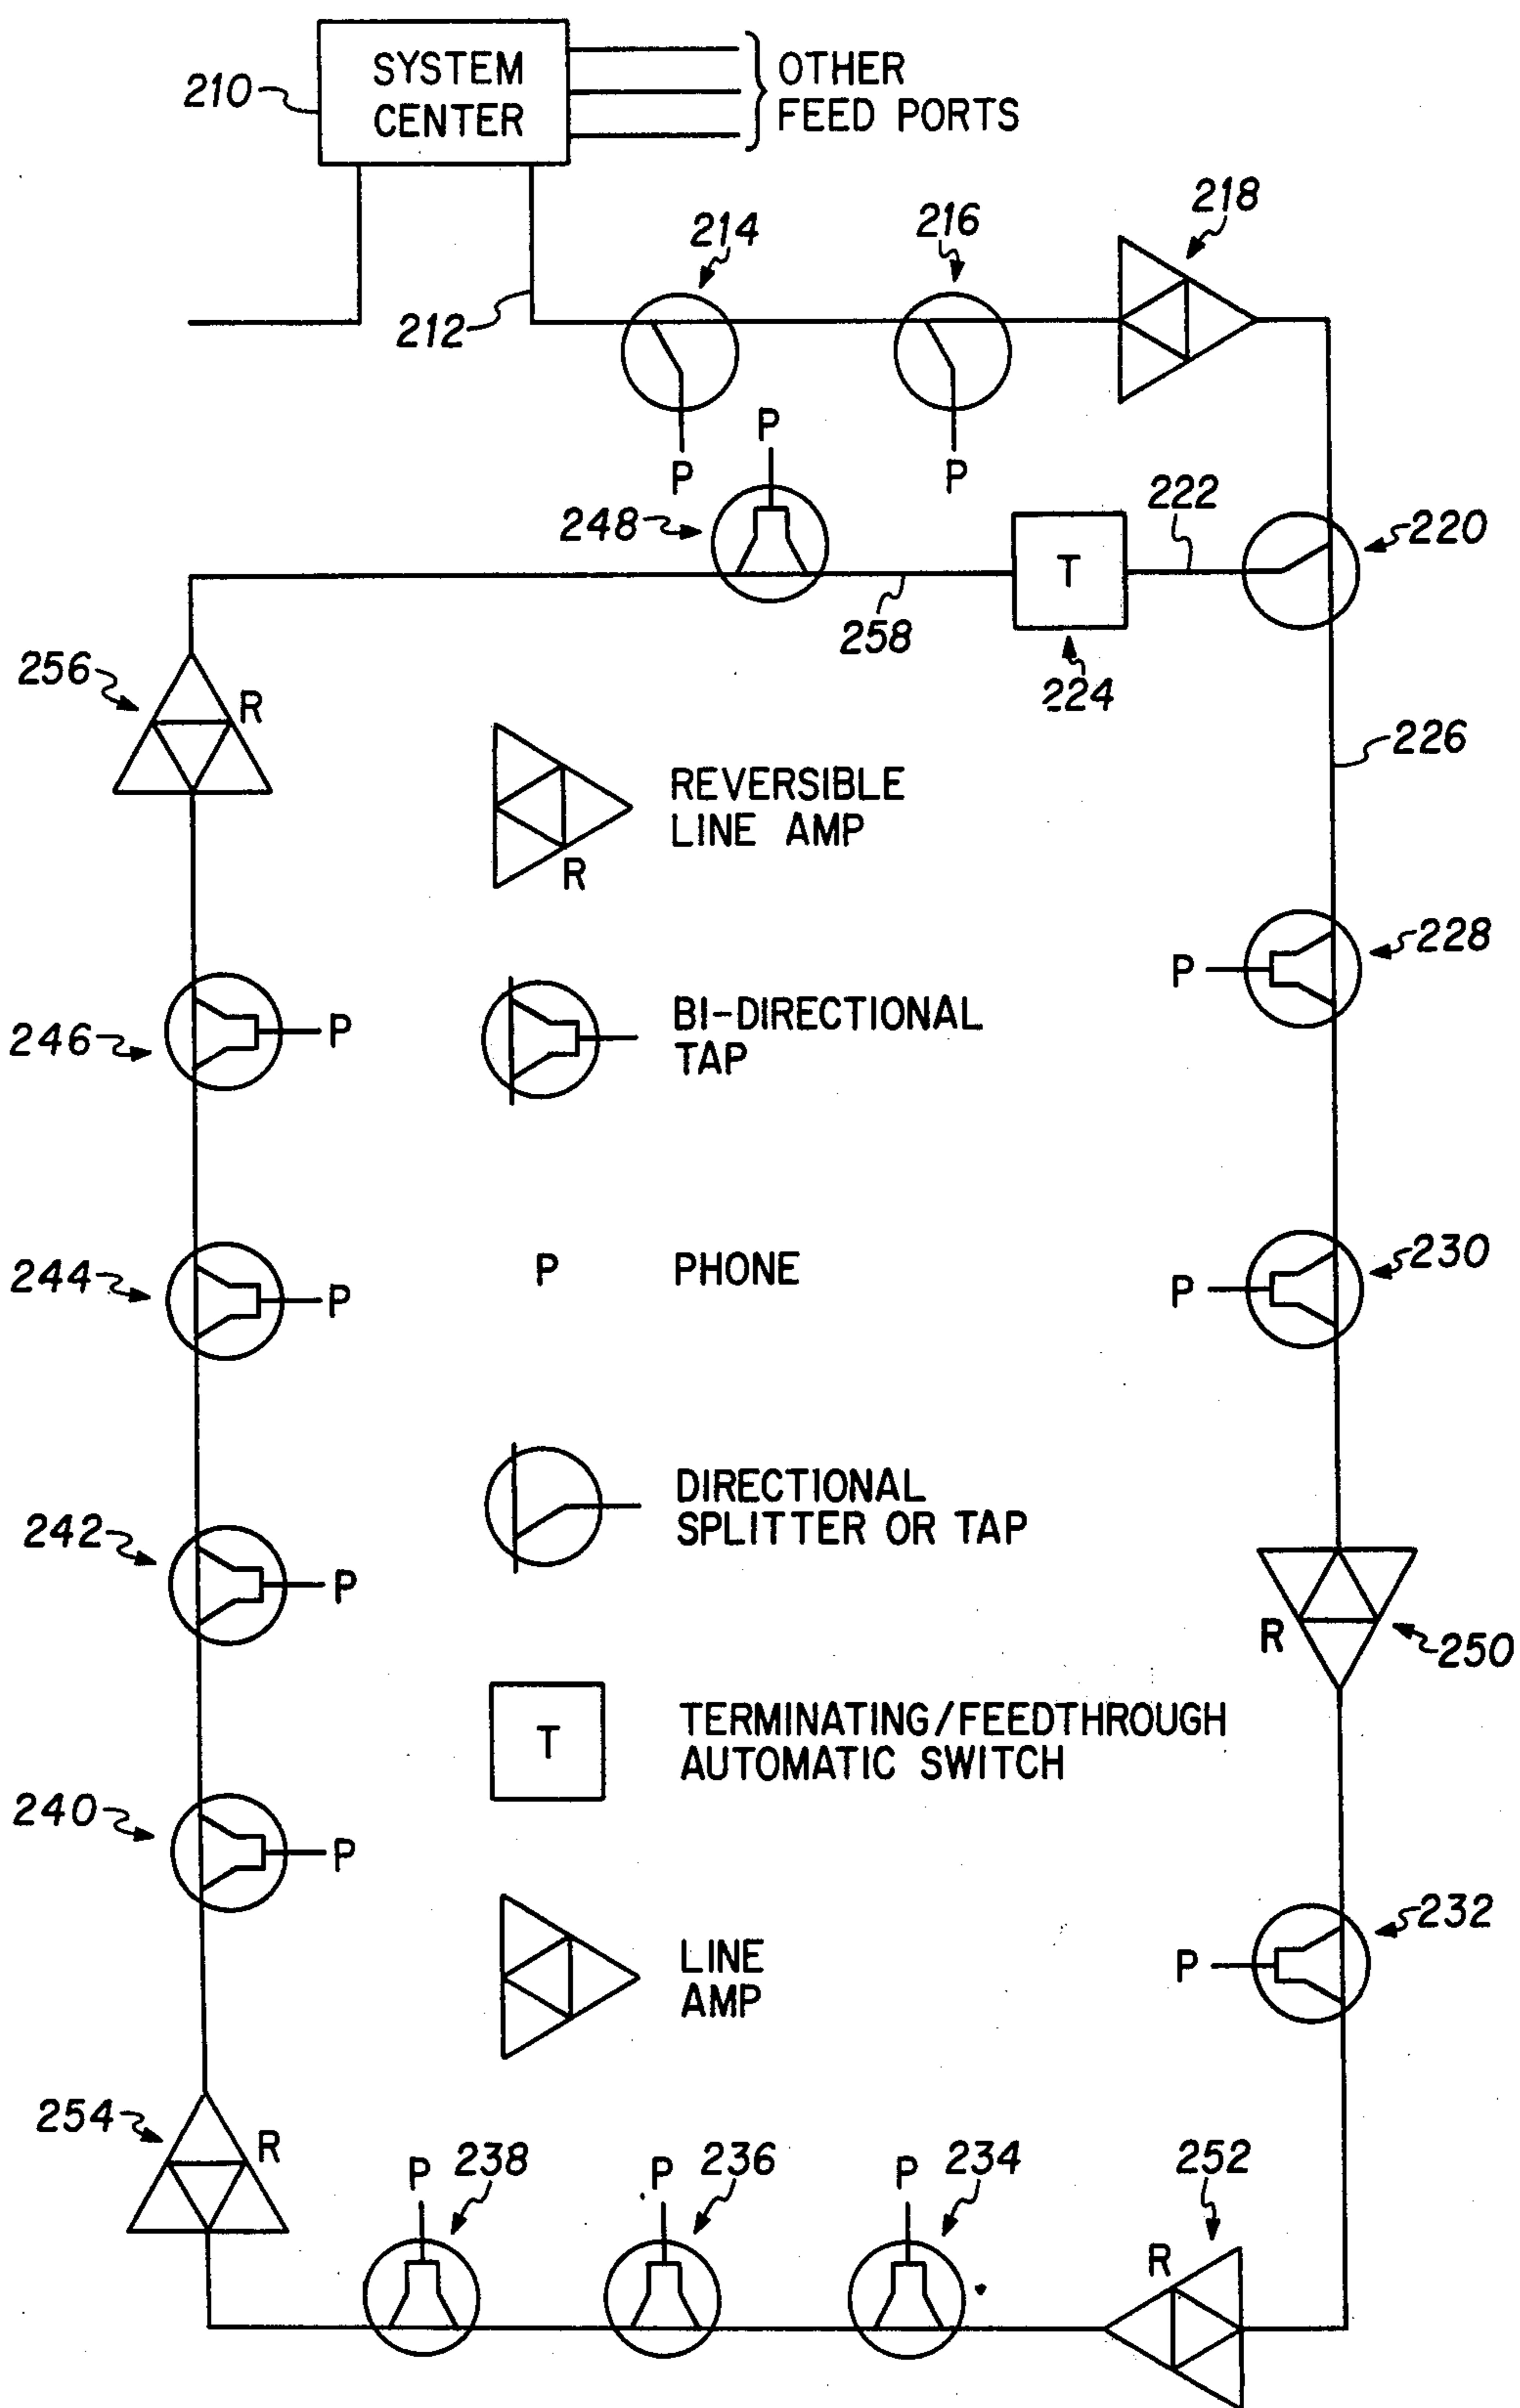 SYSTEM
CENTER
210
OTHER
FEED PORTS
212
214
P
216
P
218
220
222
T
224
P
248
258
226
256
R
REVERSIBLE
LINE AMP
R
228
P
246
P
BI-DIRECTIONAL
TAP
230
P
244
P
P PHONE
242
P
DIRECTIONAL
SPLITTER OR TAP
R
250
T
TERMINATING/FEEDTHROUGH
AUTOMATIC SWITCH
240
P
LINE
AMP
232
P
254
R
P 238
P 236
P 234
252
R